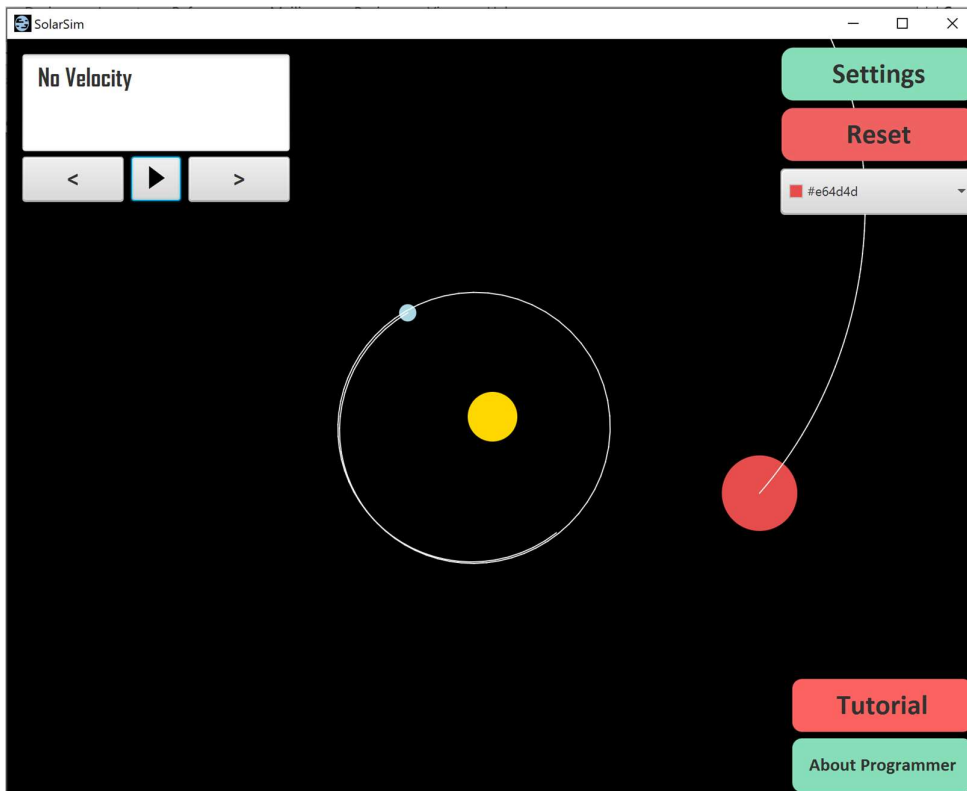 SolarSim
No Velocity
Settings
Reset
< >
#e64d4d
Tutorial
About Programmer